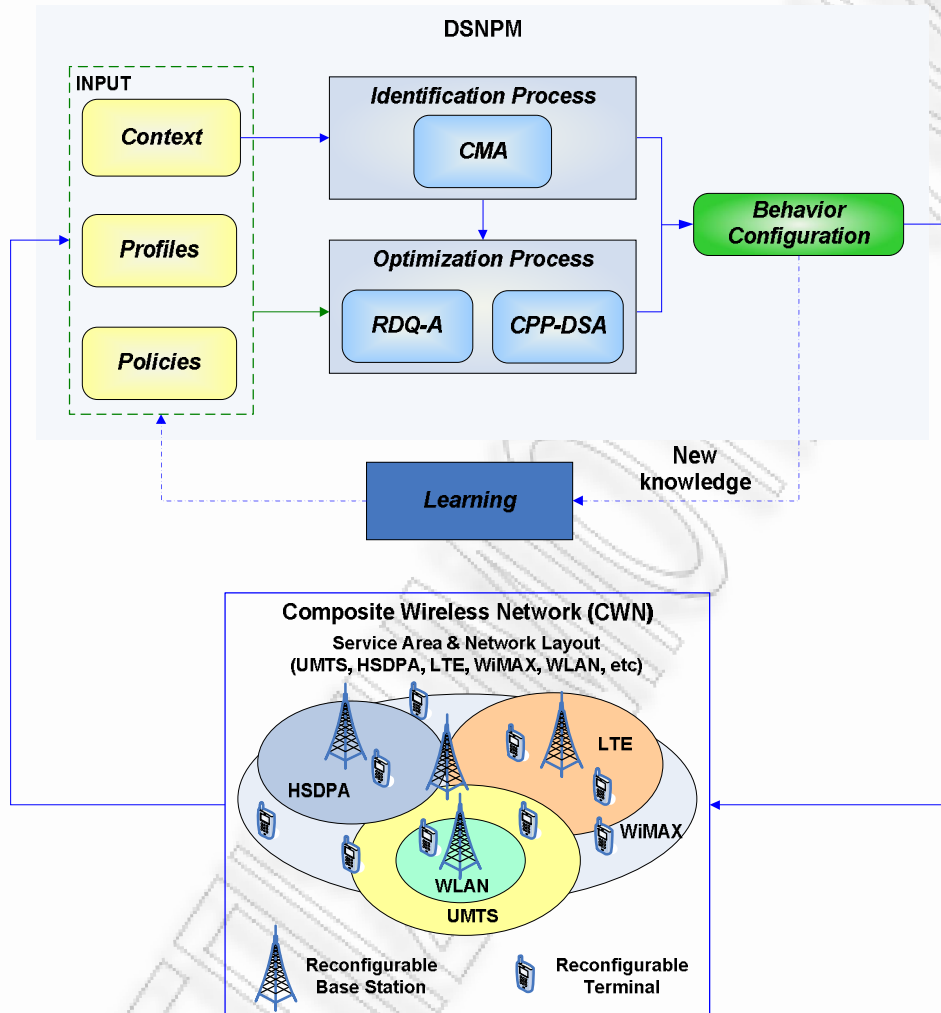 DSNPM
INPUT
Context
Profiles
Policies
Identification Process
CMA
Optimization Process
RDQ-A
CPP-DSA
Behavior
Configuration
New
knowledge
Learning
Composite Wireless Network (CWN)
Service Area & Network Layout
(UMTS, HSDPA, LTE, WiMAX, WLAN, etc)
LTE
HSDPA
WiMAX
WLAN
UMTS
Reconfigurable
Base Station
Reconfigurable
Terminal